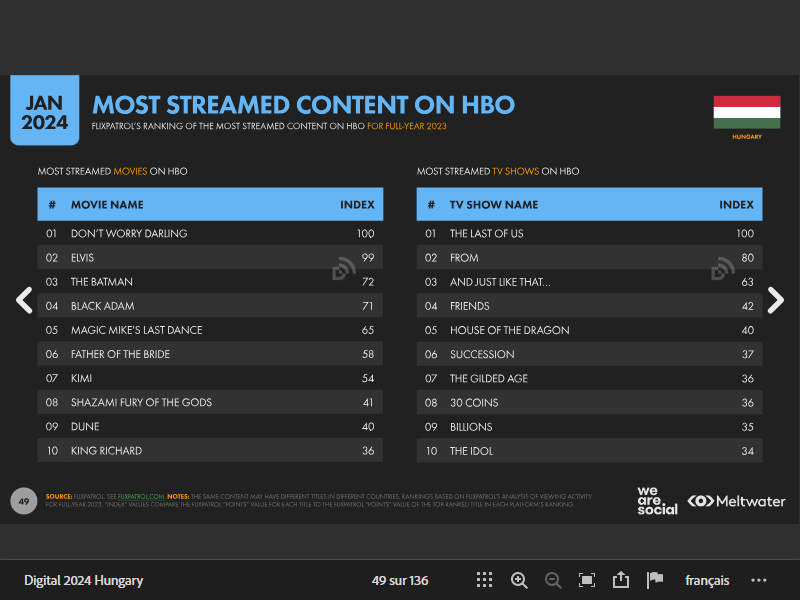 JAN
2024
MOST STREAMED CONTENT ON HBO
FLIXPATROL'S RANKING OF THE MOST STREAMED CONTENT ON HBO FOR FULL-YEAR 2023
HUNGARY
MOST STREAMED MOVIES ON HBO
# MOVIE NAME INDEX
01 DON'T WORRY DARLING 100
02 ELVIS 99
03 THE BATMAN 72
04 BLACK ADAM 71
05 MAGIC MIKE'S LAST DANCE 65
06 FATHER OF THE BRIDE 58
07 KIMI 54
08 SHAZAM! FURY OF THE GODS 41
09 DUNE 40
10 KING RICHARD 36
MOST STREAMED TV SHOWS ON HBO
# TV SHOW NAME INDEX
01 THE LAST OF US 100
02 FROM 80
03 AND JUST LIKE THAT... 63
04 FRIENDS 42
05 HOUSE OF THE DRAGON 40
06 SUCCESSION 37
07 THE GILDED AGE 36
08 30 COINS 36
09 BILLIONS 35
10 THE IDOL 34
49
SOURCE: FLIXPATROL. SEE FLIXPATROL.COM. NOTES: THE SAME CONTENT MAY HAVE DIFFERENT TITLES IN DIFFERENT COUNTRIES. RANKINGS BASED ON FLIXPATROL'S ANALYSIS OF VIEWING ACTIVITY
FOR FULL-YEAR 2023. "INDEX" VALUES COMPARE THE FLIXPATROL "POINTS" VALUE FOR EACH TITLE TO THE FLIXPATROL "POINTS" VALUE OF THE TOP-RANKED TITLE IN EACH PLATFORM'S RANKING.
we
are
social
Meltwater
Digital 2024 Hungary
49 sur 136
français